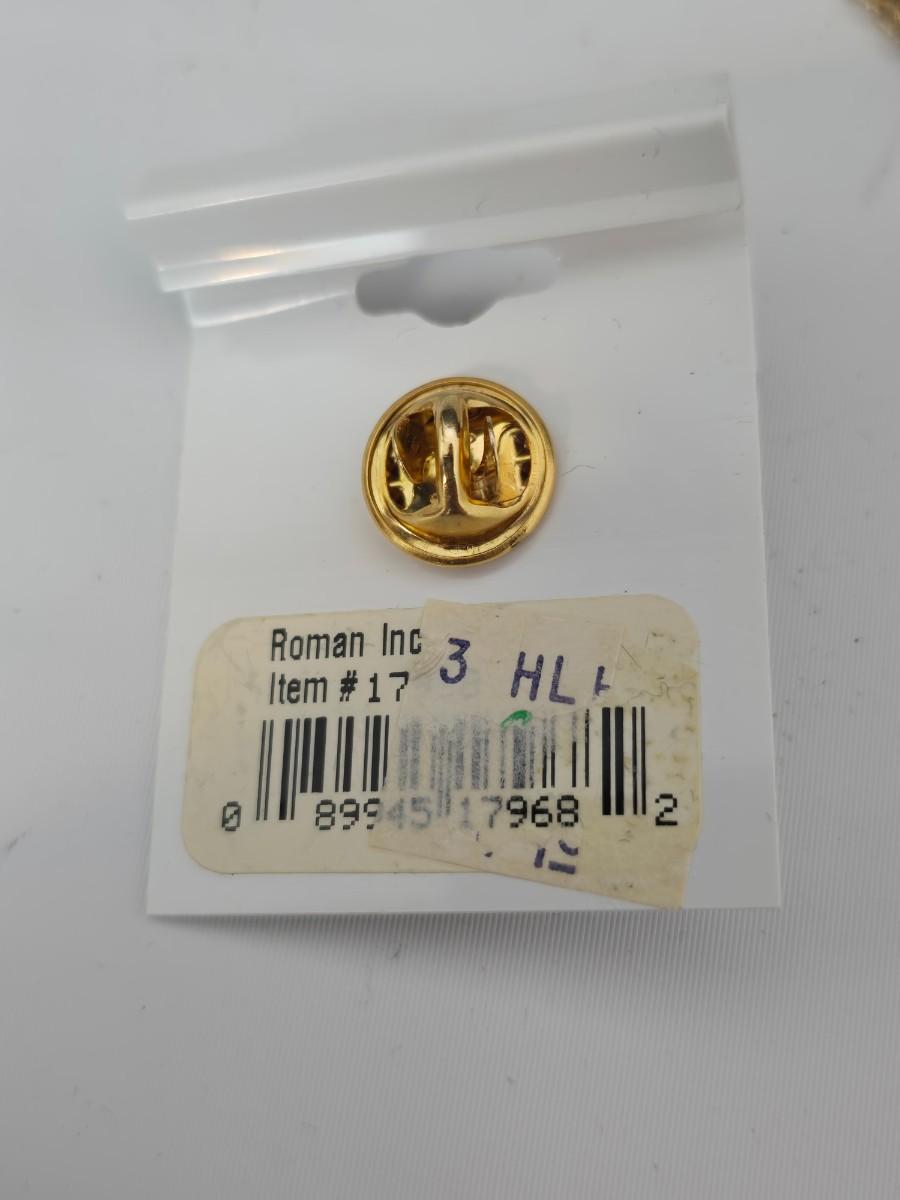 Roman Inc
3 HL
Item # 17
0 89945 17968 2